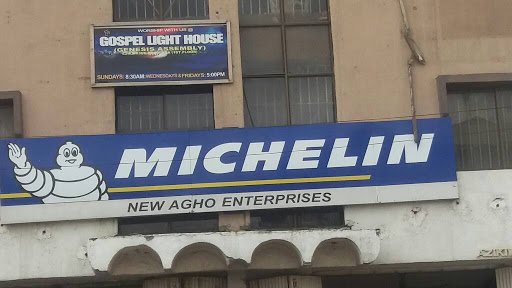 WORSHIP WITH US @
GOSPEL LIGHT HOUSE
(GENESIS ASSEMBLY)
SUNDAYS: 8:30AM: WEDNESDAYS & FRIDAYS: 5:00PM
MICHELIN
NEW AGHO ENTERPRISES
AZIKI